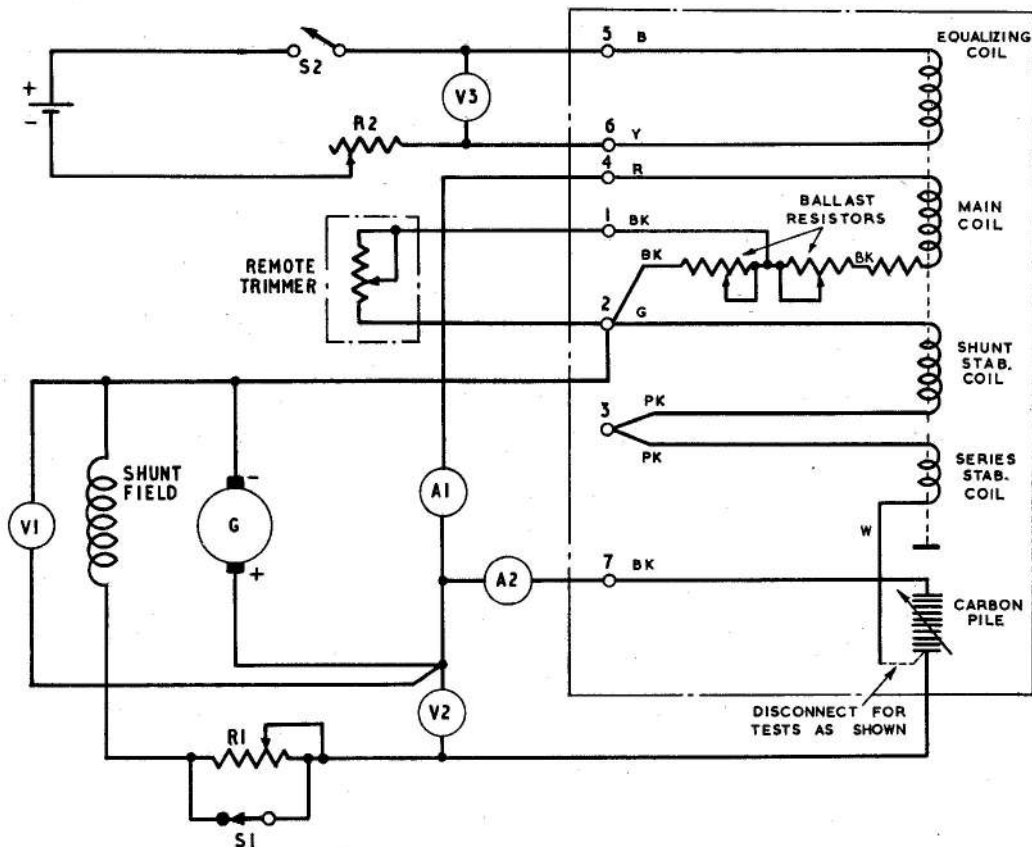 EQUALIZING
COIL
5
B
S2
+
-
V3
R2
6
Y
4
R
BALLAST
RESISTORS
MAIN
COIL
1
BK
BK
BK
REMOTE
TRIMMER
2
G
SHUNT
STAB.
COIL
3
PK
PK
SERIES
STAB.
COIL
SHUNT
FIELD
-
G
+
V1
A1
W
7
BK
A2
CARBON
PILE
V2
DISCONNECT FOR
TESTS AS SHOWN
R1
S1